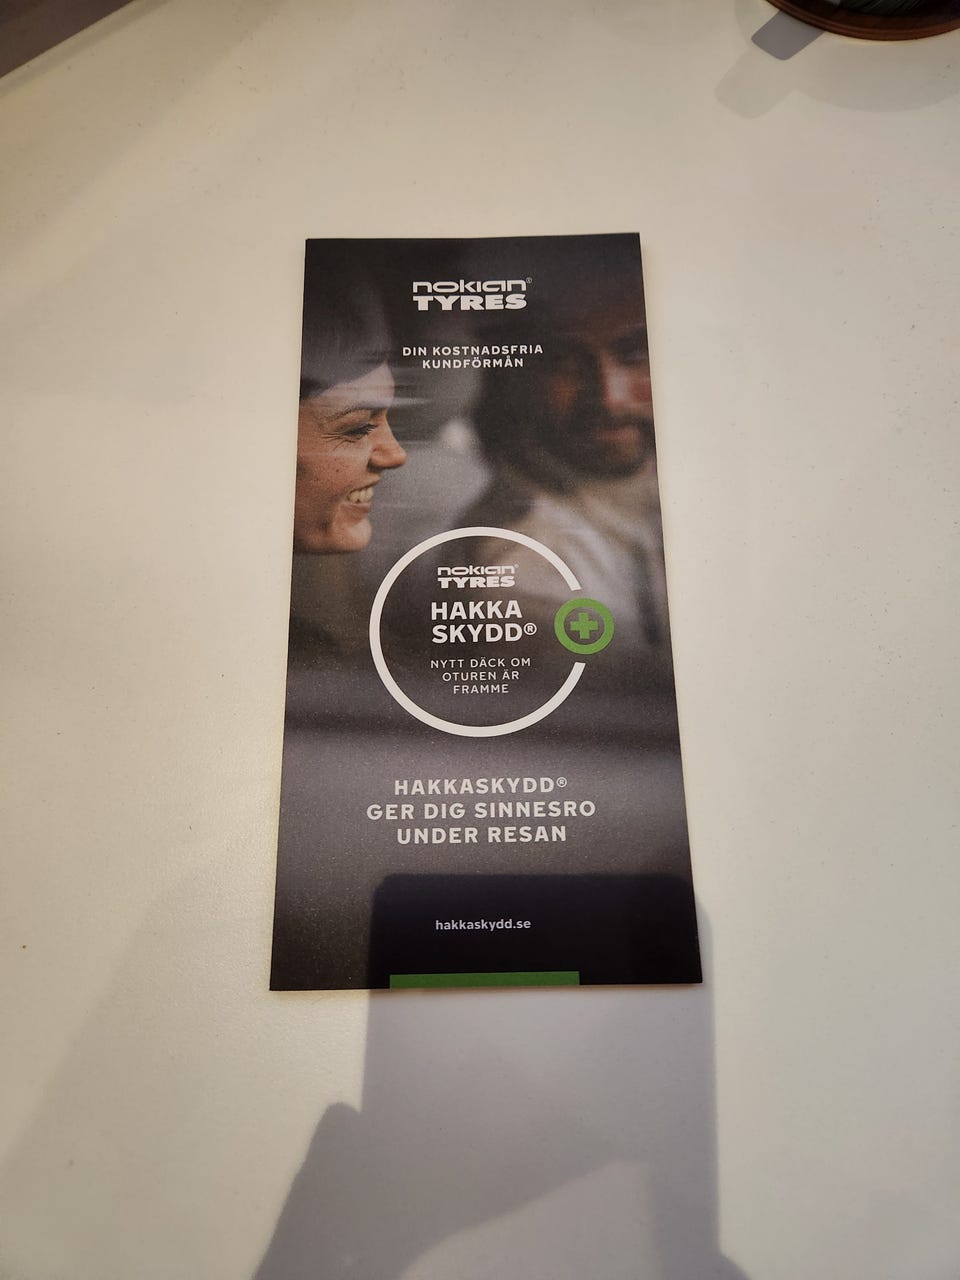 nokian®
TYRES
DIN KOSTNADSFRIA
KUNDFÖRMÅN
nokian®
TYRES
HAKKA
SKYDD®
NYTT DÄCK OM
OTUREN ÄR
FRAMME
HAKKASKYDD®
GER DIG SINNESRO
UNDER RESAN
hakkaskydd.se